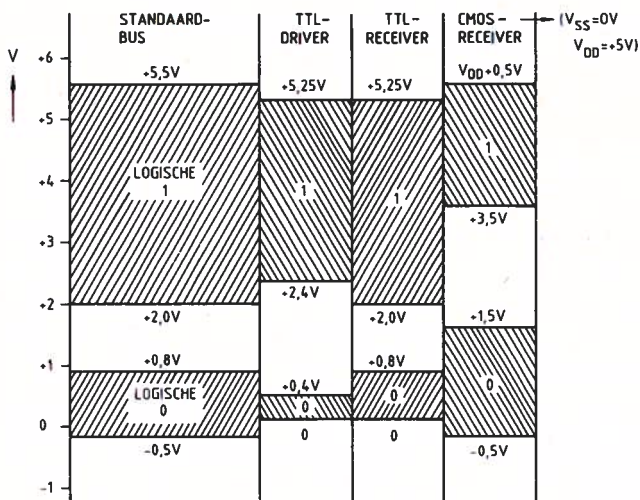 STANDAARD-
BUS
TTL-
DRIVER
TTL-
RECEIVER
CMOS-
RECEIVER
(VSS=0V
VDD=+5V)
V
+6
+5
+4
+3
+2
+1
0
-1
+5,5V
LOGISCHE
1
+2,0V
+0,8V
LOGISCHE
0
-0,5V
+5,25V
1
+2,4V
+0,4V
0
0
+5,25V
1
+2,0V
+0,8V
0
0
VDD+0,5V
1
+3,5V
+1,5V
0
-0,5V